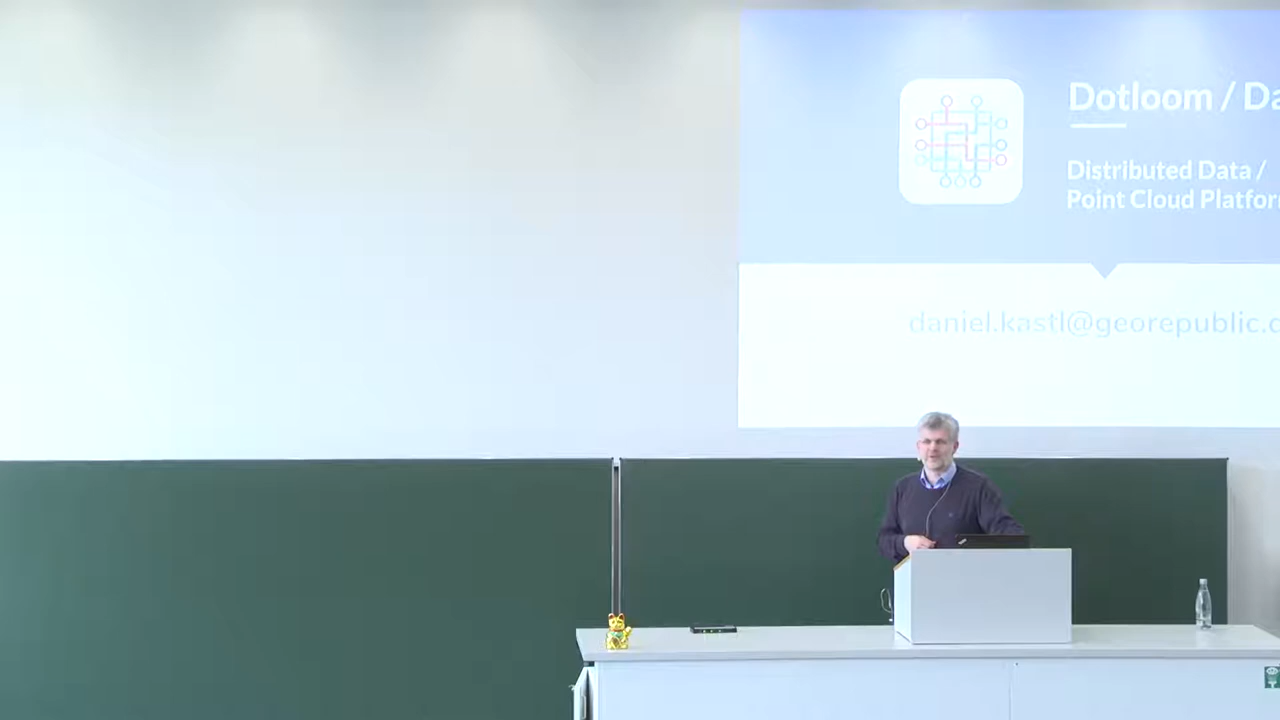 Dotloom / Da
Distributed Data /
Point Cloud Platfor
daniel.kastl@georepublic.